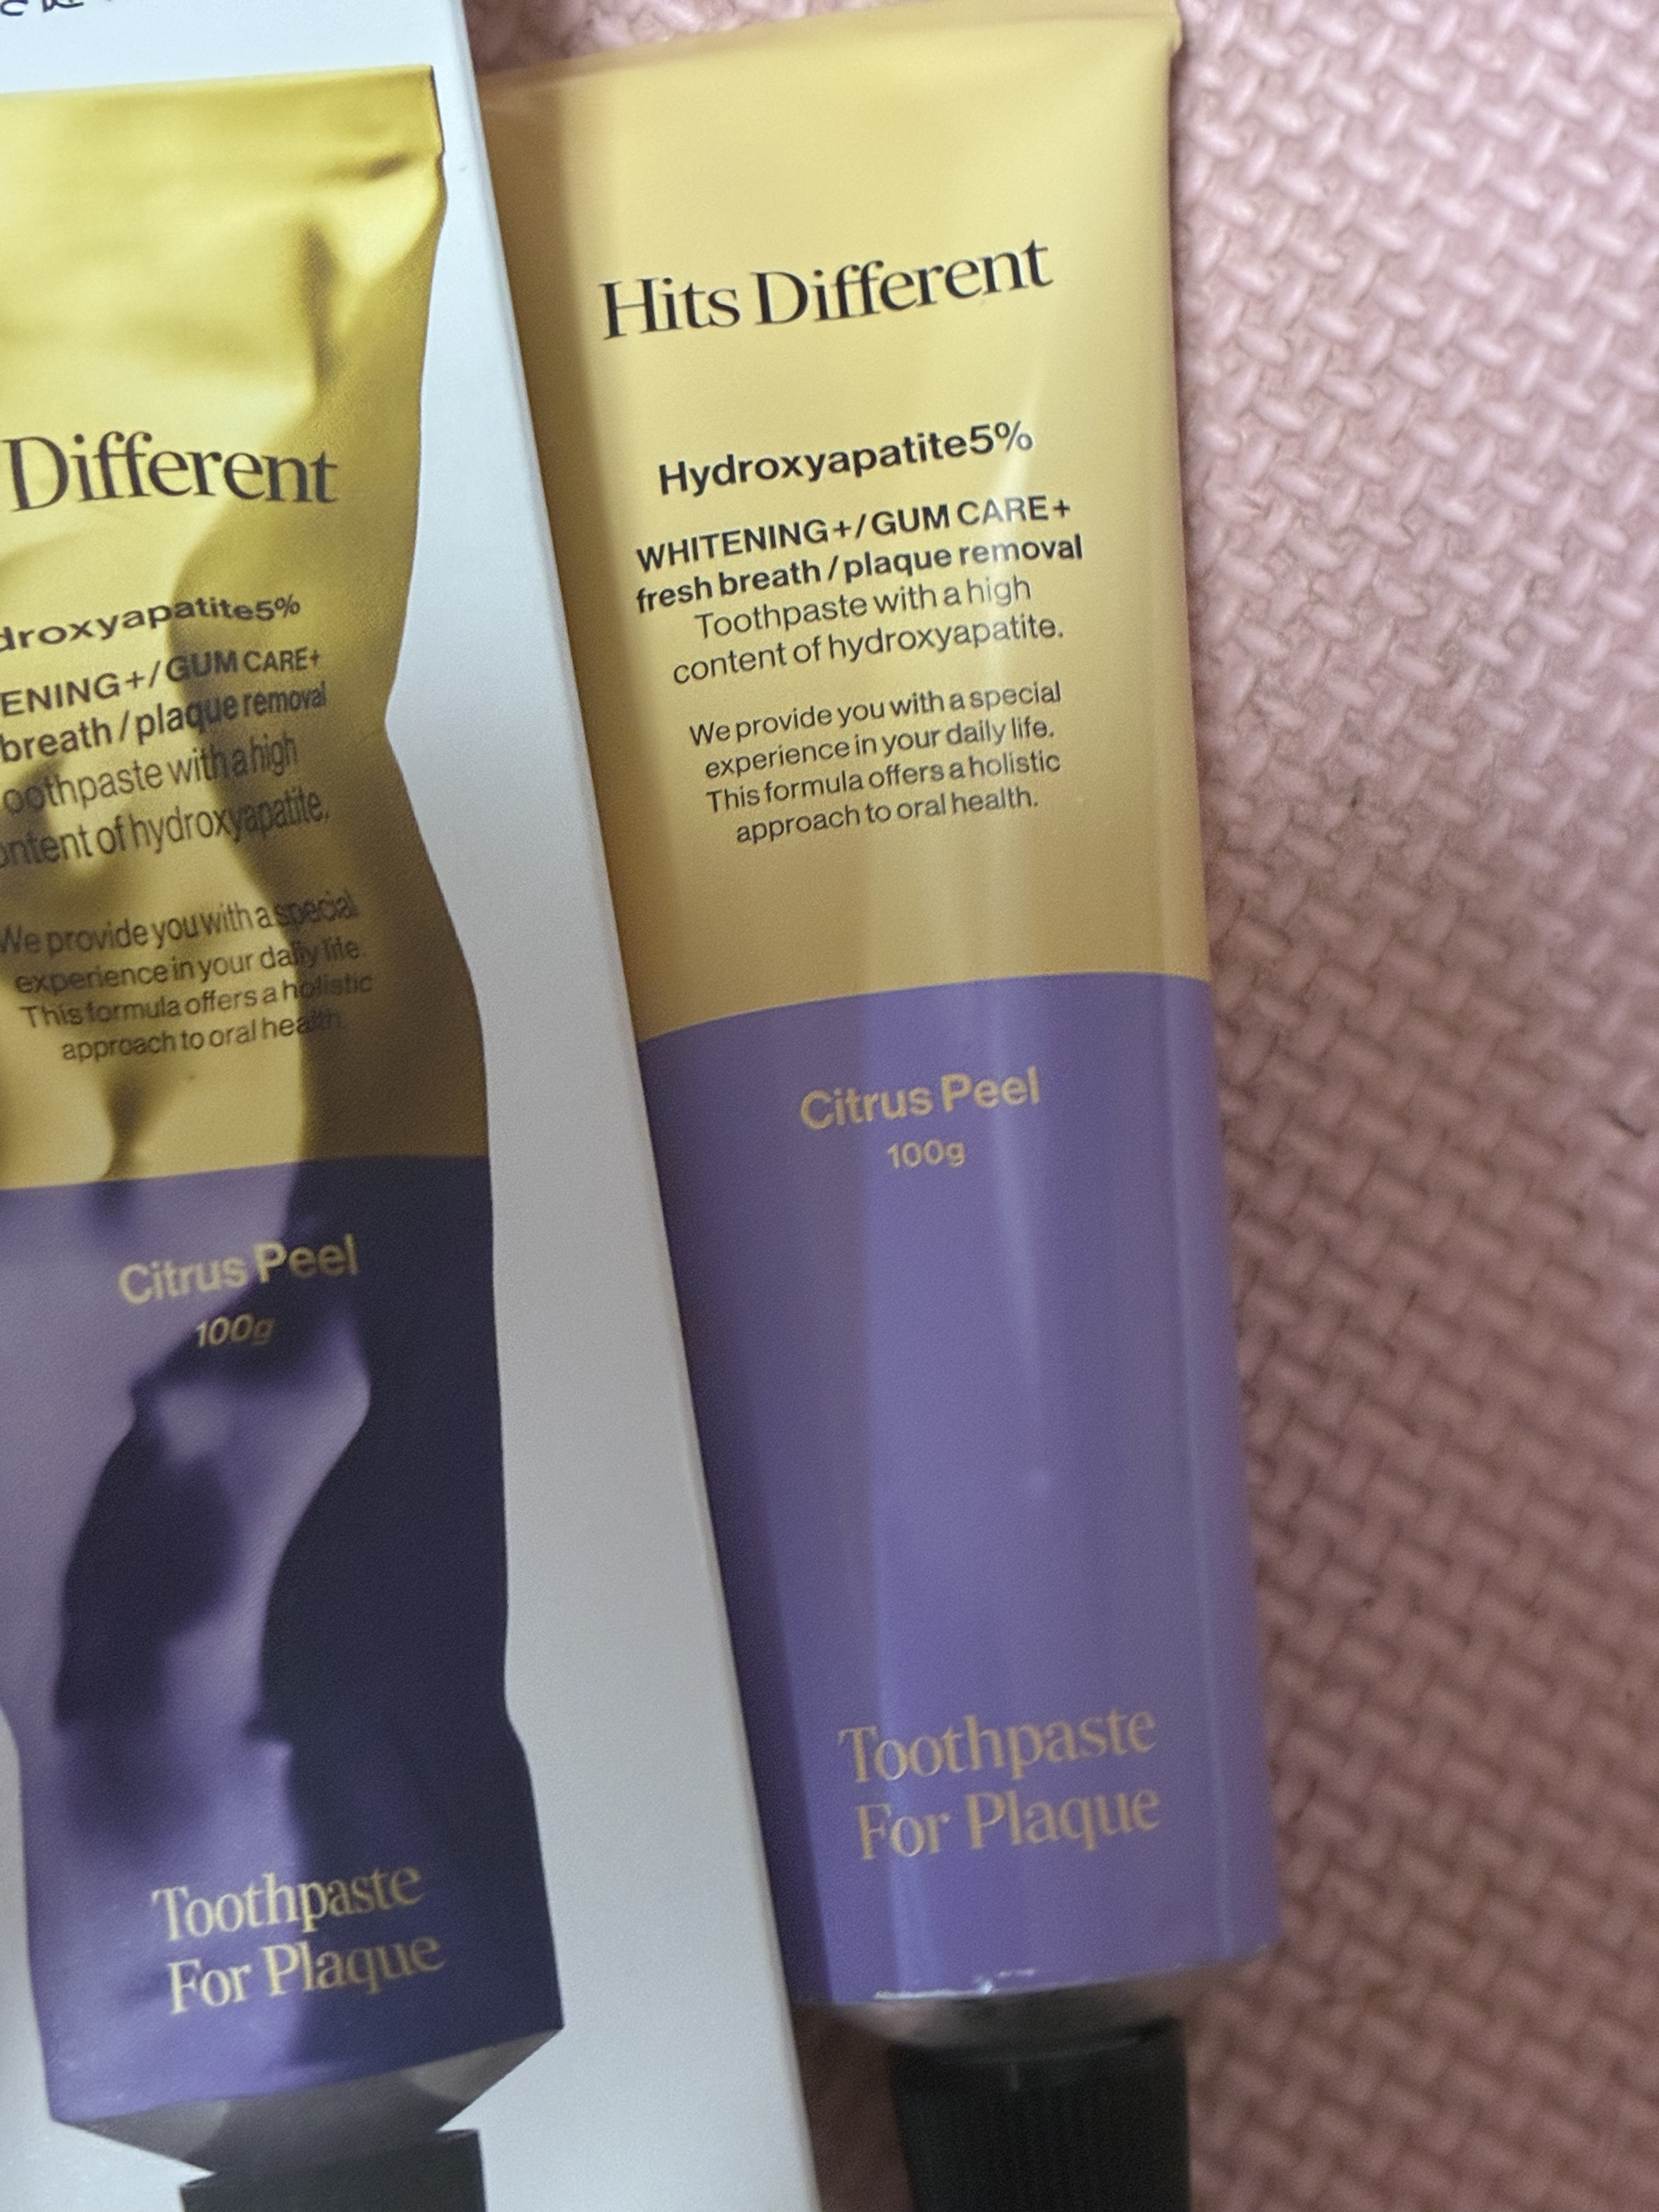 Different
droxyapatite5%
ENING+/GUM CARE+
breath / plaque removal
oothpaste with a high
ontent of hydroxyapatite.
We provide you with a special
experience in your daily life.
This formula offers a holistic
approach to oral health.
Citrus Peel
100g
Toothpaste
For Plaque
Hits Different
Hydroxyapatite5%
WHITENING+/GUM CARE+
fresh breath / plaque removal
Toothpaste with a high
content of hydroxyapatite.
We provide you with a special
experience in your daily life.
This formula offers a holistic
approach to oral health.
Citrus Peel
100g
Toothpaste
For Plaque